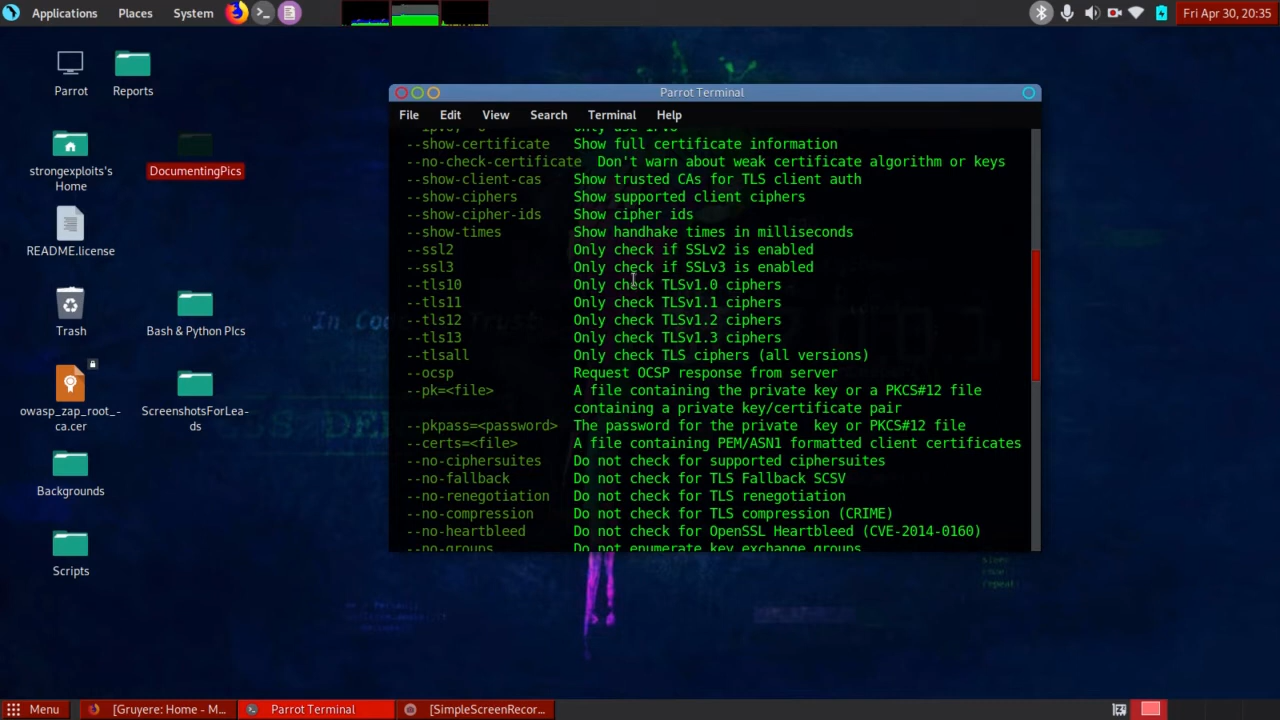 Applications Places System Fri Apr 30, 20:35
Parrot Reports
strongexploits's
Home
DocumentingPics
README.license
Trash
Bash & Python PIcs
owasp_zap_root_-
ca.cer
ScreenshotsForLea-
ds
Backgrounds
Scripts
Parrot Terminal
File Edit View Search Terminal Help
--show-certificate Show full certificate information
--no-check-certificate Don't warn about weak certificate algorithm or keys
--show-client-cas Show trusted CAs for TLS client auth
--show-ciphers Show supported client ciphers
--show-cipher-ids Show cipher ids
--show-times Show handhake times in milliseconds
--ssl2 Only check if SSLv2 is enabled
--ssl3 Only check if SSLv3 is enabled
--tls10 Only check TLSv1.0 ciphers
--tls11 Only check TLSv1.1 ciphers
--tls12 Only check TLSv1.2 ciphers
--tls13 Only check TLSv1.3 ciphers
--tlsall Only check TLS ciphers (all versions)
--ocsp Request OCSP response from server
--pk=<file> A file containing the private key or a PKCS#12 file
containing a private key/certificate pair
--pkpass=<password> The password for the private  key or PKCS#12 file
--certs=<file> A file containing PEM/ASN1 formatted client certificates
--no-ciphersuites Do not check for supported ciphersuites
--no-fallback Do not check for TLS Fallback SCSV
--no-renegotiation Do not check for TLS renegotiation
--no-compression Do not check for TLS compression (CRIME)
--no-heartbleed Do not check for OpenSSL Heartbleed (CVE-2014-0160)
--no-groups Do not enumerate key exchange groups
Menu [Gruyere: Home - M... Parrot Terminal [SimpleScreenRecor...